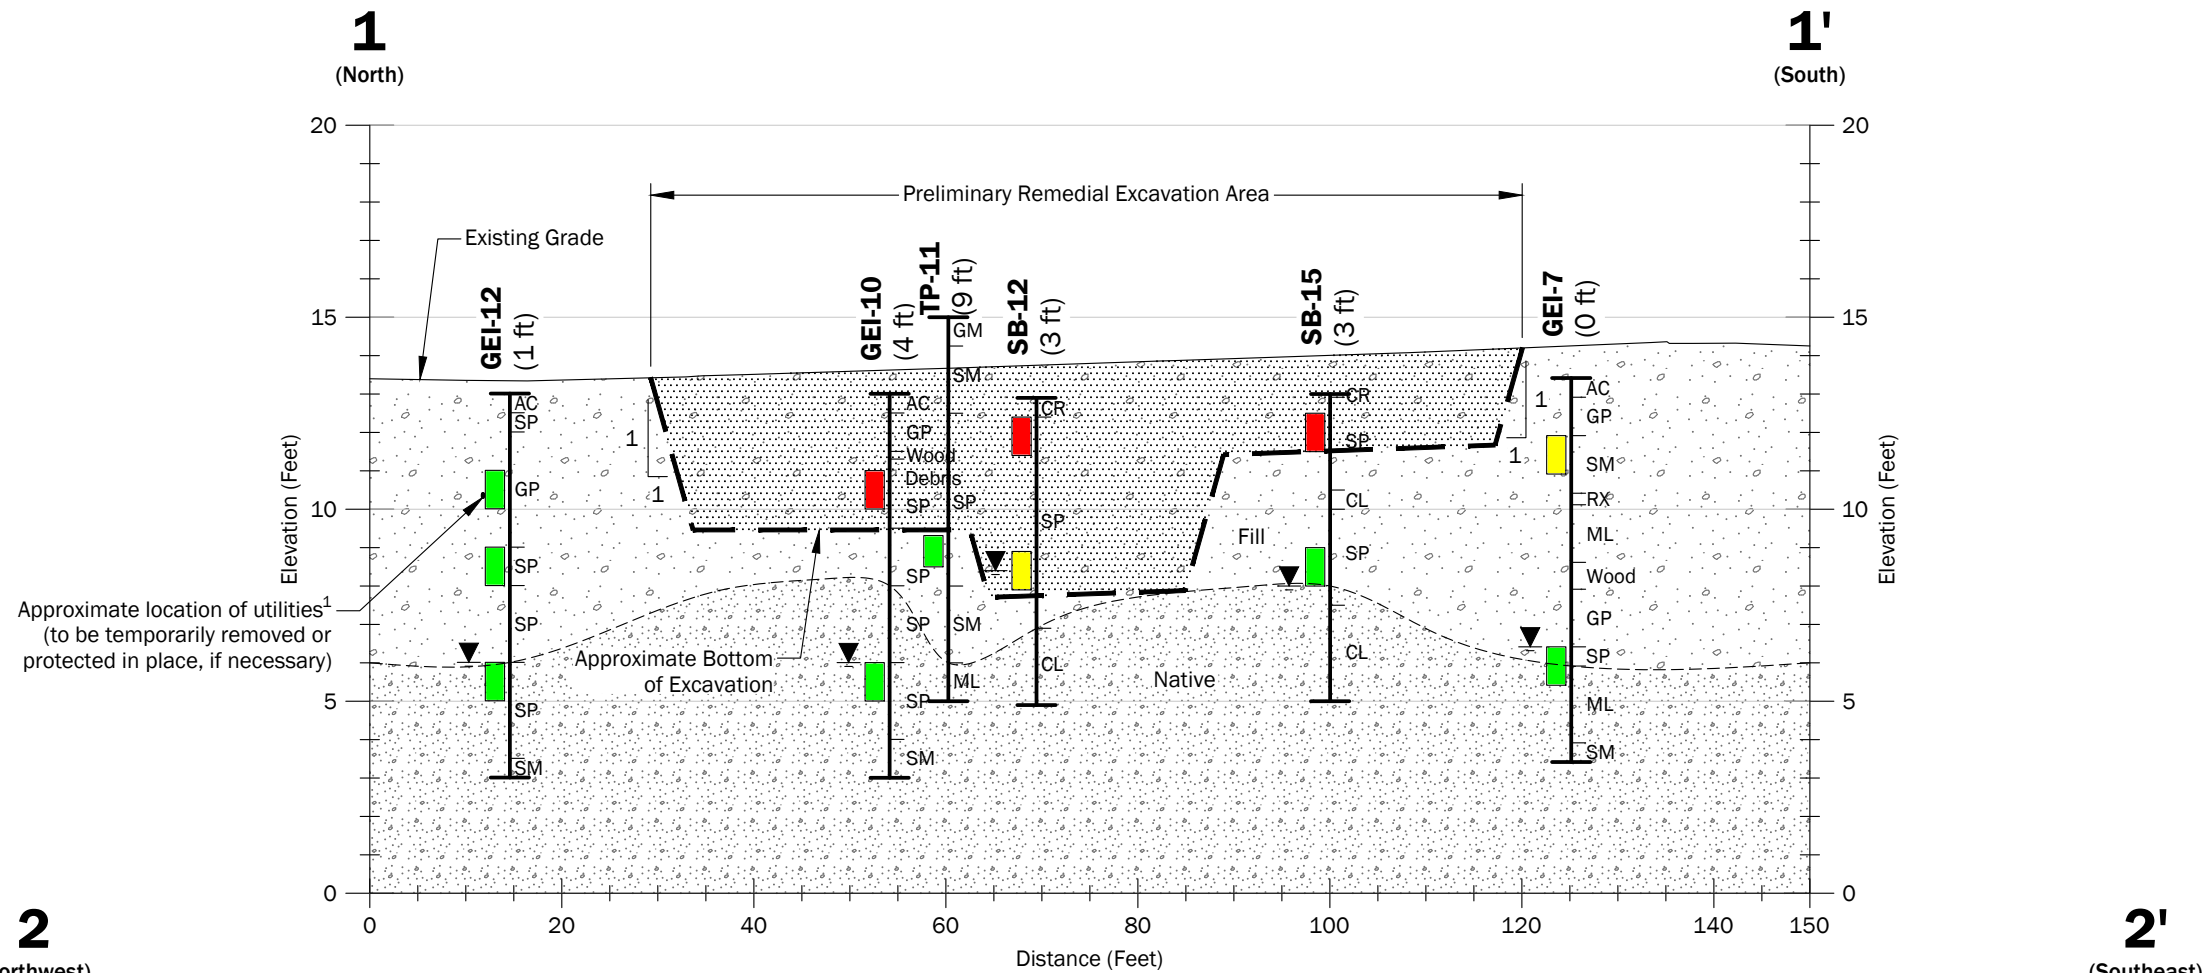 1
(North)
1'
(South)
20
20
Preliminary Remedial Excavation Area
Existing Grade
GEI-12
(1 ft)
GEI-10
(4 ft)
TP-11
(9 ft)
SB-12
(3 ft)
SB-15
(3 ft)
GEI-7
(0 ft)
15
15
GM
SM
AC
SP
GP
SP
SP
SP
SM
AC
GP
Wood
Debris
SP
SP
SP
SP
SM
SP
SM
ML
CR
SP
CL
CR
SP
CL
SP
CL
AC
GP
SM
RX
ML
Wood
GP
SP
ML
SM
1
1
1
1
10
10
Elevation (Feet)
Elevation (Feet)
Fill
Approximate location of utilities1
(to be temporarily removed or
protected in place, if necessary)
Approximate Bottom
of Excavation
Native
5
5
0
0
0
20
40
60
80
100
120
140
150
Distance (Feet)
2
orthwest)
2'
(Southeast)